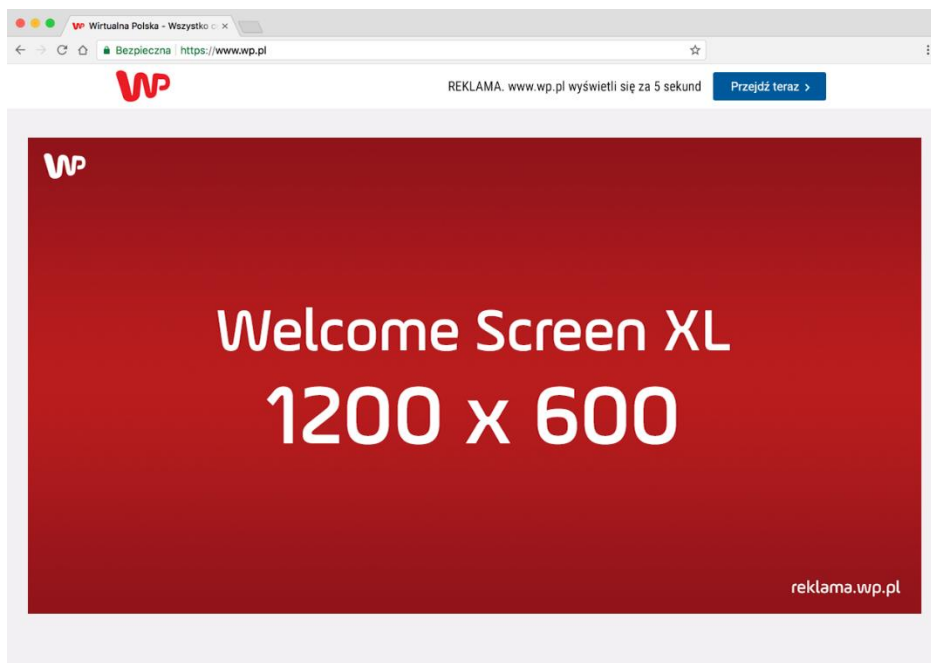 WP Wirtualna Polska - Wszystko o
Bezpieczna https://www.wp.pl
WP REKLAMA. www.wp.pl wyświetli się za 5 sekund Przejdź teraz >
WP
Welcome Screen XL
1200 x 600
reklama.wp.pl